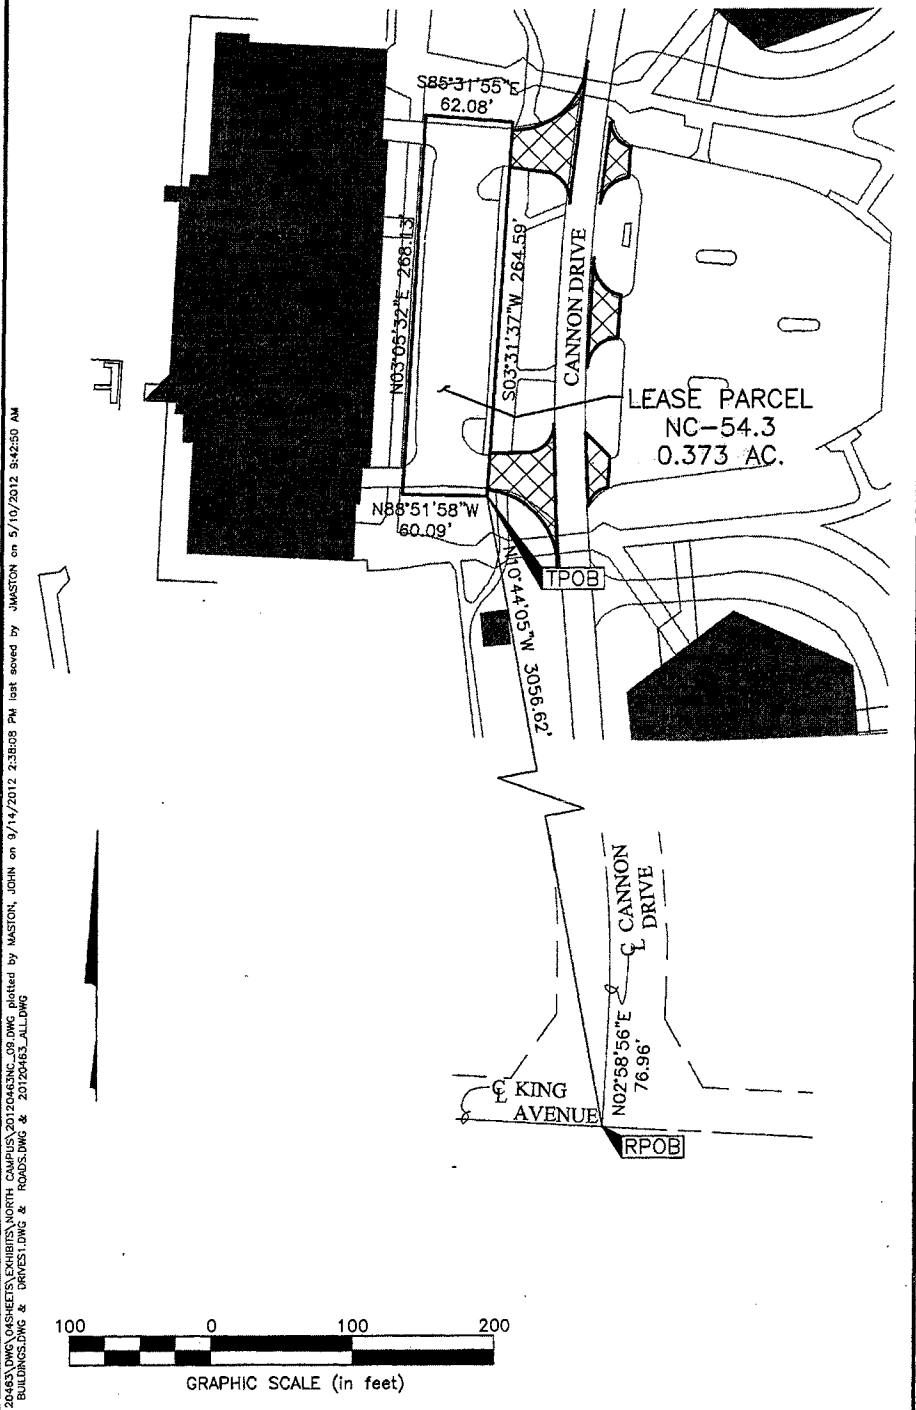 S85°31'55"E
62.08'
N03°05'32"E 268.13'
S03°31'37"W 264.59'
CANNON DRIVE
LEASE PARCEL
NC-54.3
0.373 AC.
N88°51'58"W
60.09'
TPOB
N10°44'05"W 3056.62'
℄ CANNON
DRIVE
N02°58'56"E
76.96'
℄ KING
AVENUE
RPOB
100 0 100 200
GRAPHIC SCALE (in feet)
20463\DWG\04SHEETS\EXHIBITS\NORTH CAMPUS\20120463NC_09.DWG plotted by MASTON, JOHN on 9/14/2012 2:38:08 PM last saved by JMASTON on 5/10/2012 9:42:50 AM
BUILDINGS.DWG & DRIVES1.DWG & ROADS.DWG & 20120463_ALL.DWG